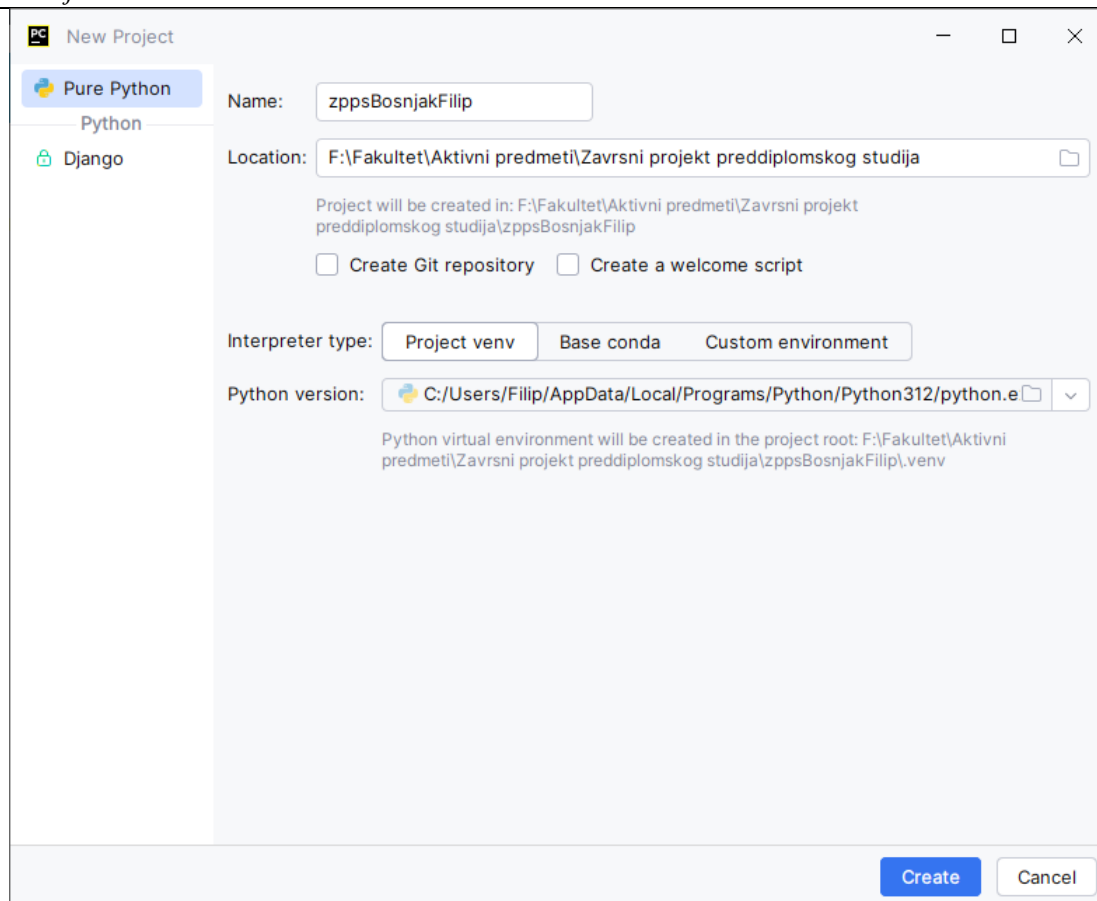 PC New Project
Pure Python
Python
Django
Name: zppsBosnjakFilip
Location: F:\Fakultet\Aktivni predmeti\Zavrsni projekt preddiplomskog studija
Project will be created in: F:\Fakultet\Aktivni predmeti\Zavrsni projekt
preddiplomskog studija\zppsBosnjakFilip
Create Git repository Create a welcome script
Interpreter type: Project venv Base conda Custom environment
Python version: C:/Users/Filip/AppData/Local/Programs/Python/Python312/python.e
Python virtual environment will be created in the project root: F:\Fakultet\Aktivni
predmeti\Zavrsni projekt preddiplomskog studija\zppsBosnjakFilip\.venv
Create Cancel